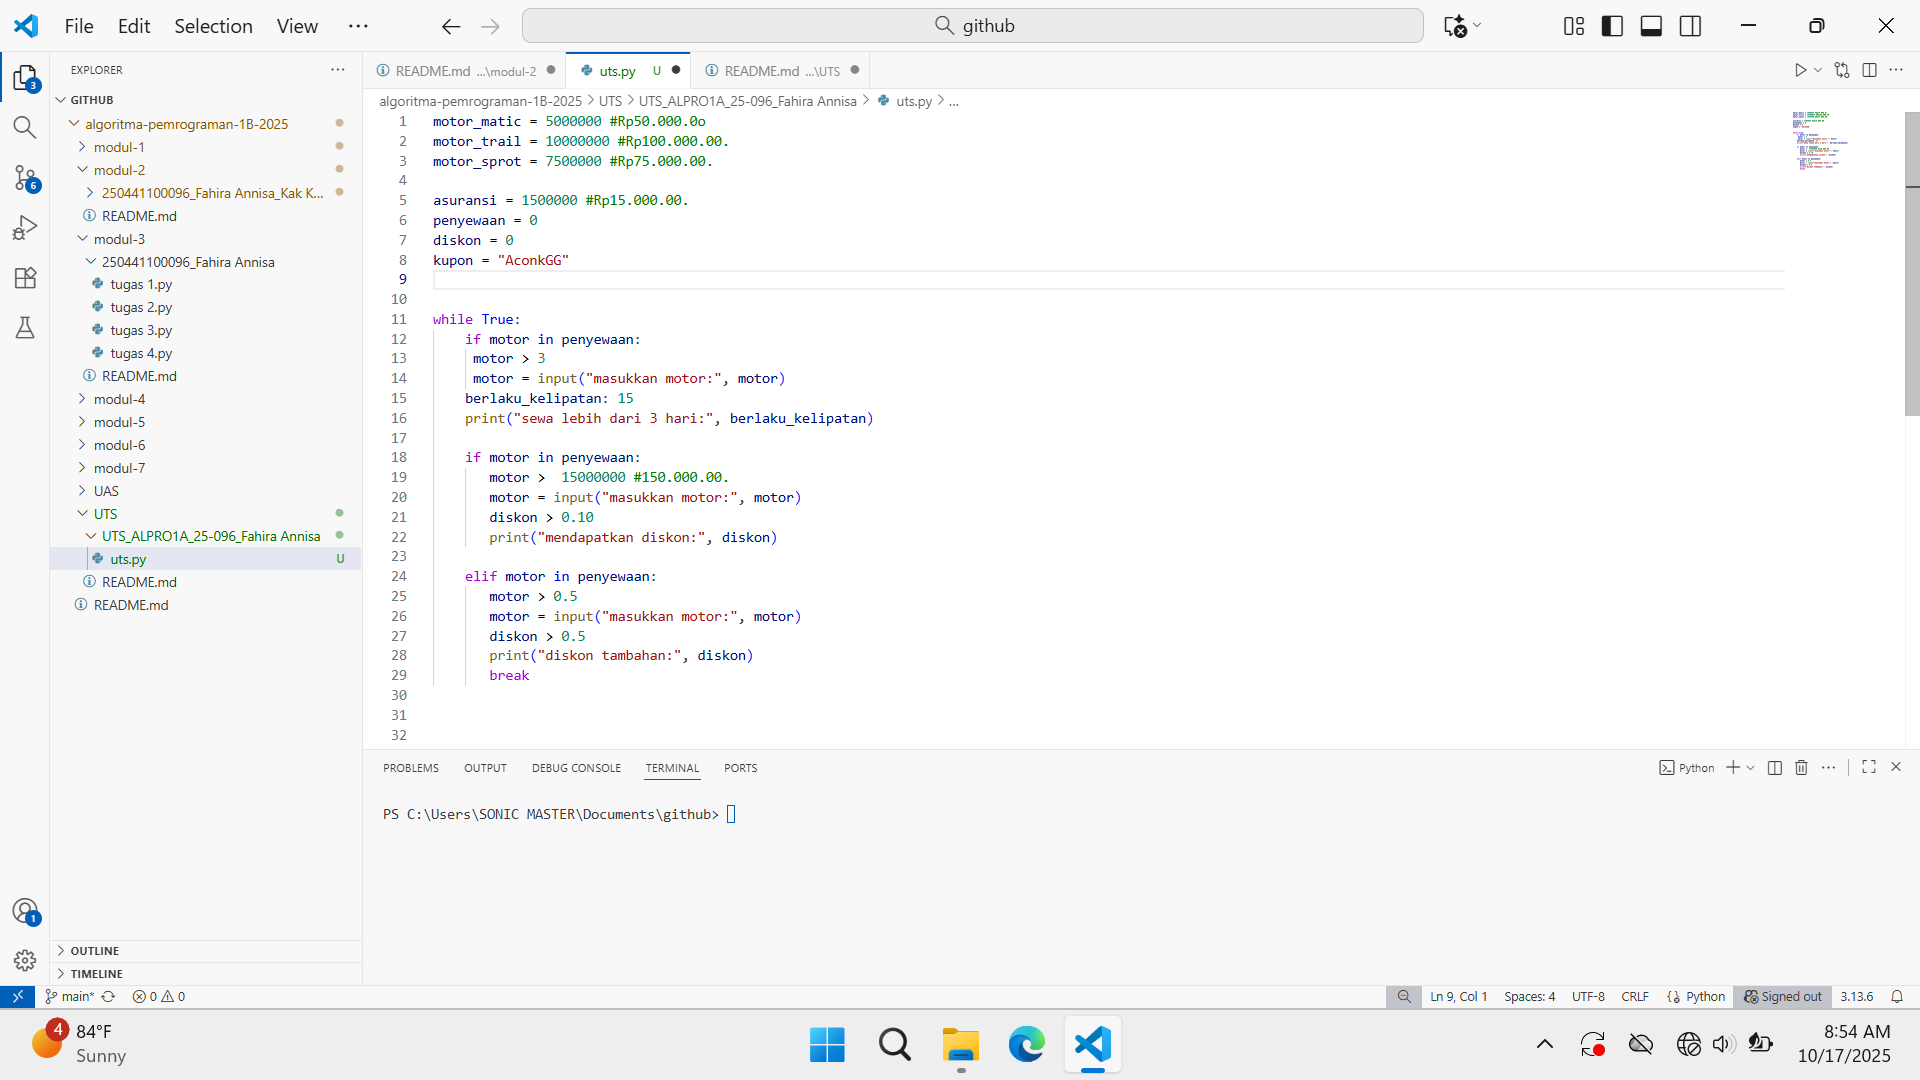 File Edit Selection View ··· github
EXPLORER ···
GITHUB
algoritma-pemrograman-1B-2025
modul-1
modul-2
250441100096_Fahira Annisa_Kak K...
README.md
modul-3
250441100096_Fahira Annisa
tugas 1.py
tugas 2.py
tugas 3.py
tugas 4.py
README.md
modul-4
modul-5
modul-6
modul-7
UAS
UTS
UTS_ALPRO1A_25-096_Fahira Annisa
uts.py U
README.md
README.md
OUTLINE
TIMELINE
3
6
1
README.md ...\modul-2 uts.py U README.md ...\UTS
algoritma-pemrograman-1B-2025 > UTS > UTS_ALPRO1A_25-096_Fahira Annisa > uts.py > ...
1 motor_matic = 5000000 #Rp50.000.0o
2 motor_trail = 10000000 #Rp100.000.00.
3 motor_sprot = 7500000 #Rp75.000.00.
4
5 asuransi = 1500000 #Rp15.000.00.
6 penyewaan = 0
7 diskon = 0
8 kupon = "AconkGG"
9
10
11 while True:
12 if motor in penyewaan:
13 motor > 3
14 motor = input("masukkan motor:", motor)
15 berlaku_kelipatan: 15
16 print("sewa lebih dari 3 hari:", berlaku_kelipatan)
17
18 if motor in penyewaan:
19 motor > 15000000 #150.000.00.
20 motor = input("masukkan motor:", motor)
21 diskon > 0.10
22 print("mendapatkan diskon:", diskon)
23
24 elif motor in penyewaan:
25 motor > 0.5
26 motor = input("masukkan motor:", motor)
27 diskon > 0.5
28 print("diskon tambahan:", diskon)
29 break
30
31
32
PROBLEMS OUTPUT DEBUG CONSOLE TERMINAL PORTS Python
PS C:\Users\SONIC MASTER\Documents\github>
main* 0 0 Ln 9, Col 1 Spaces: 4 UTF-8 CRLF {} Python Signed out 3.13.6
4 84°F
Sunny
8:54 AM
10/17/2025